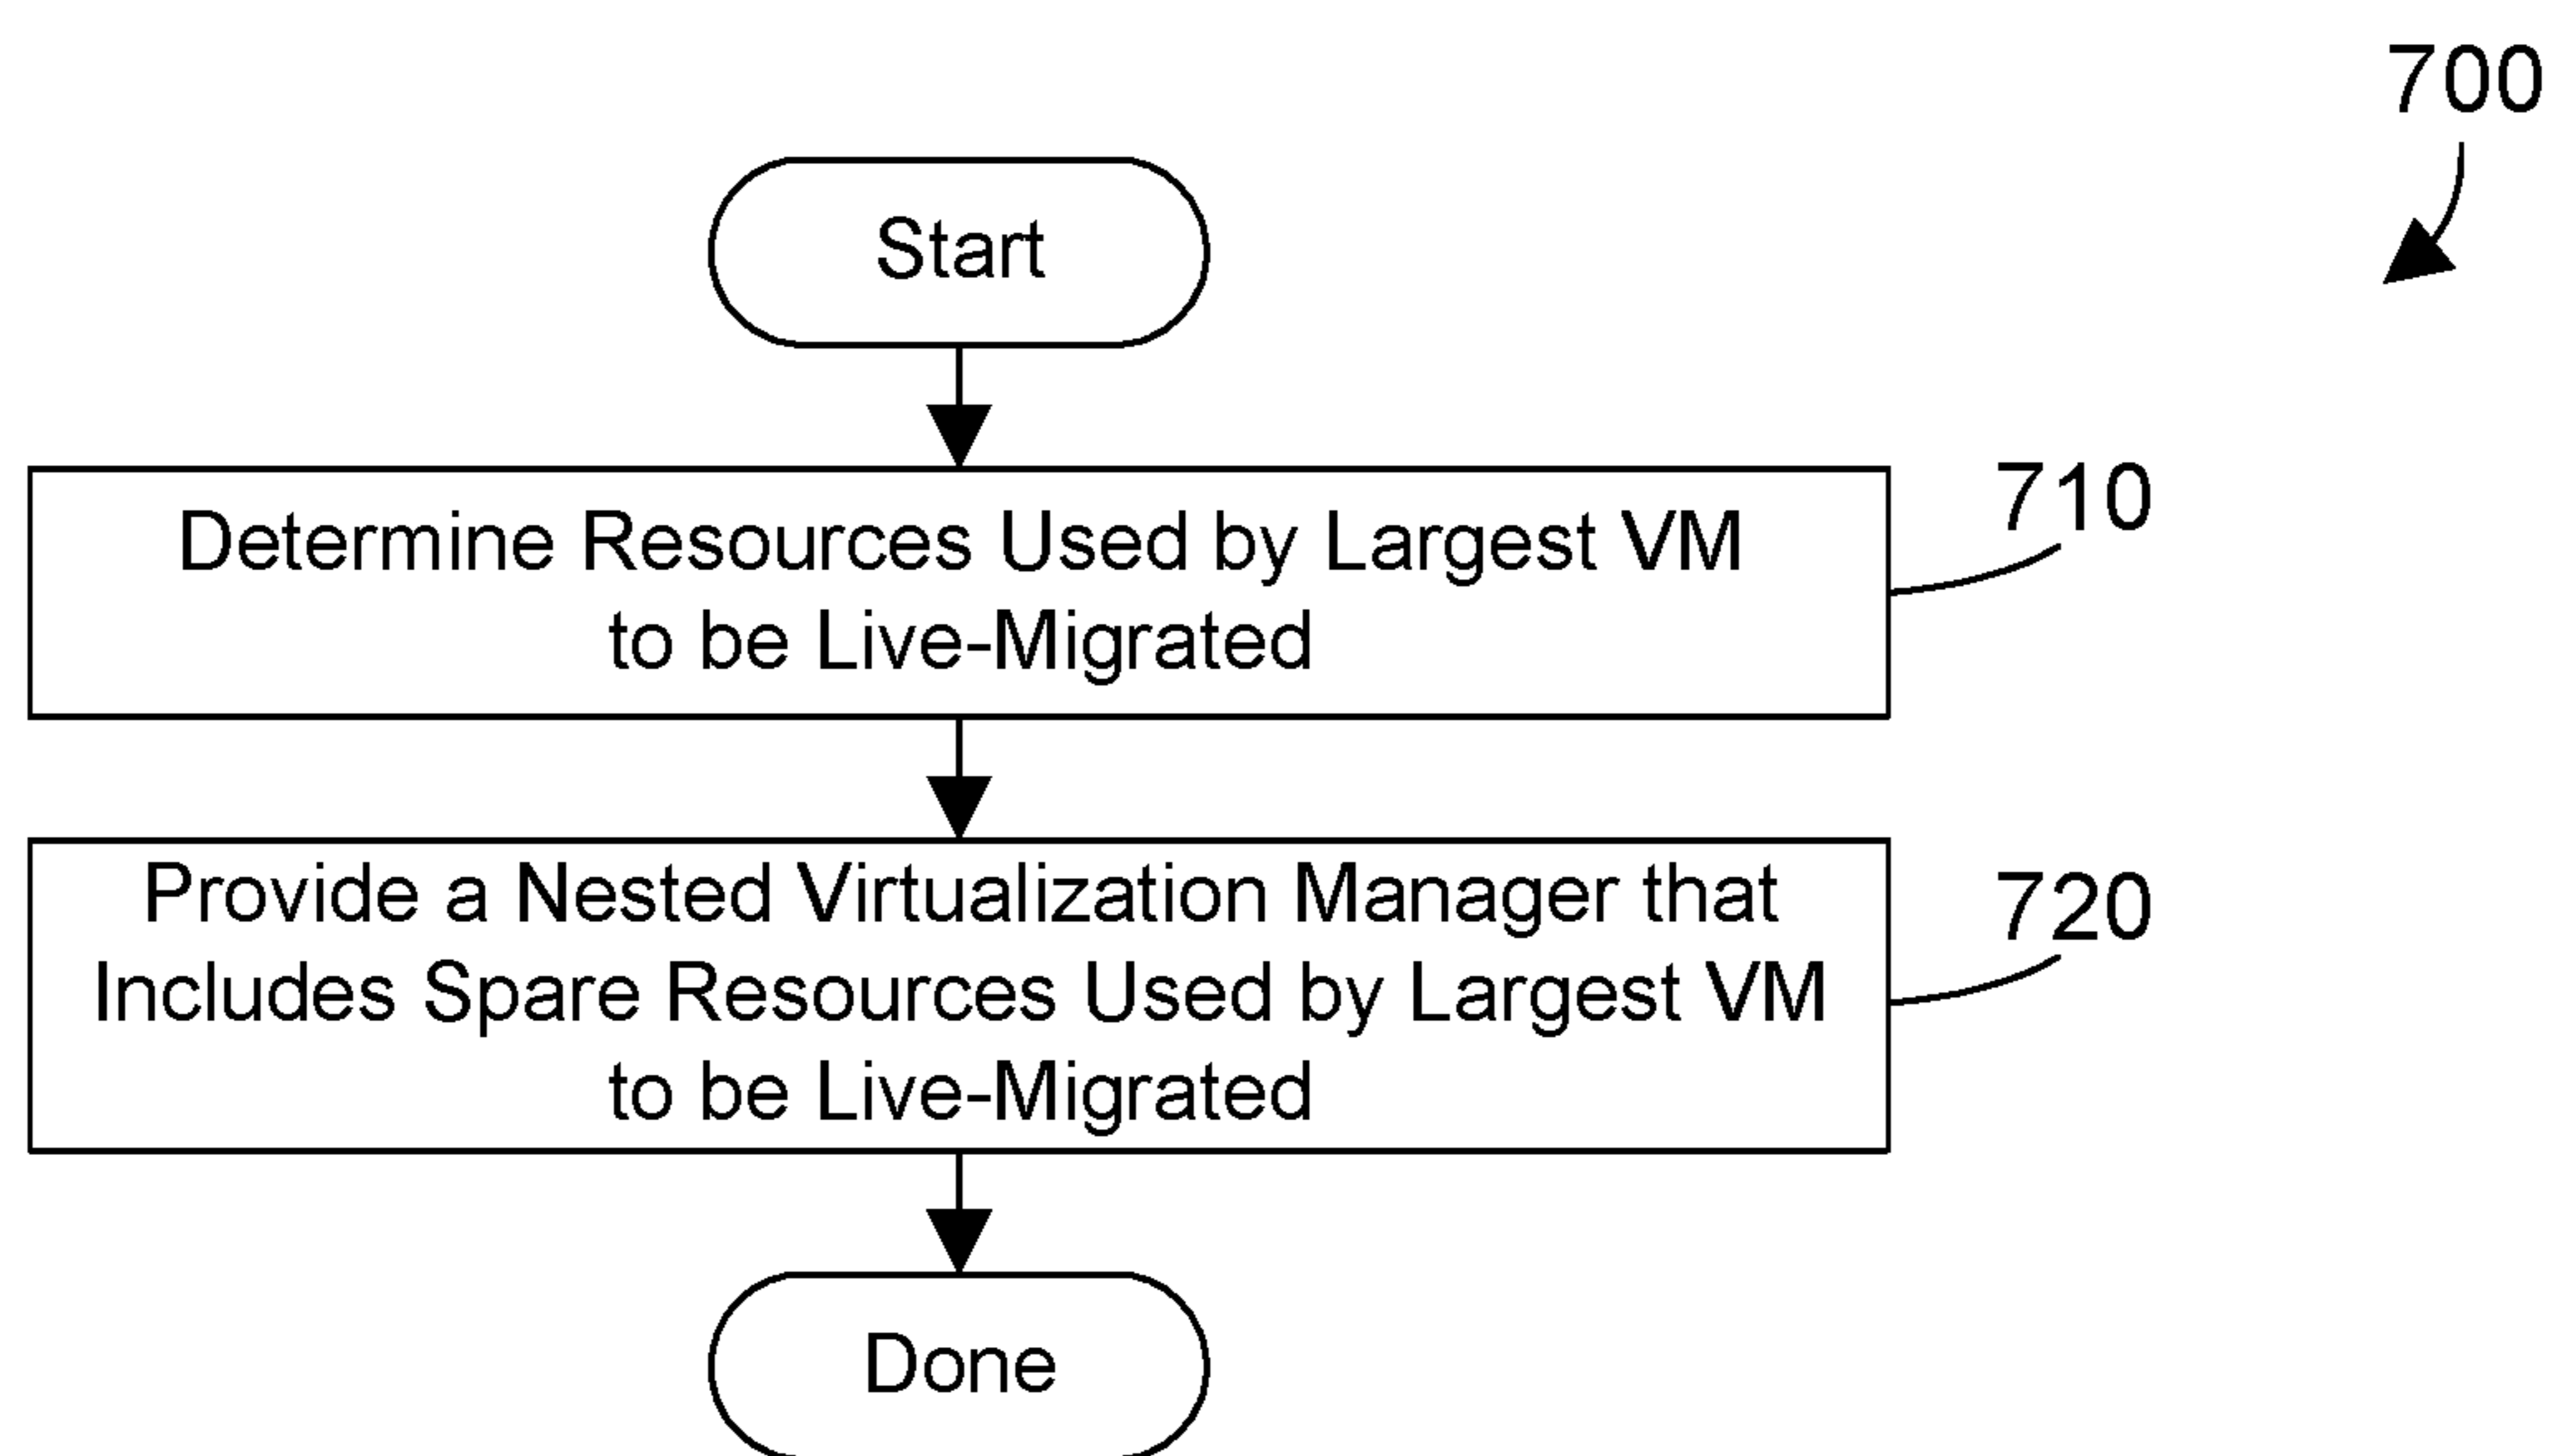 700
Start
710
Determine Resources Used by Largest VM
to be Live-Migrated
720
Provide a Nested Virtualization Manager that
Includes Spare Resources Used by Largest VM
to be Live-Migrated
Done